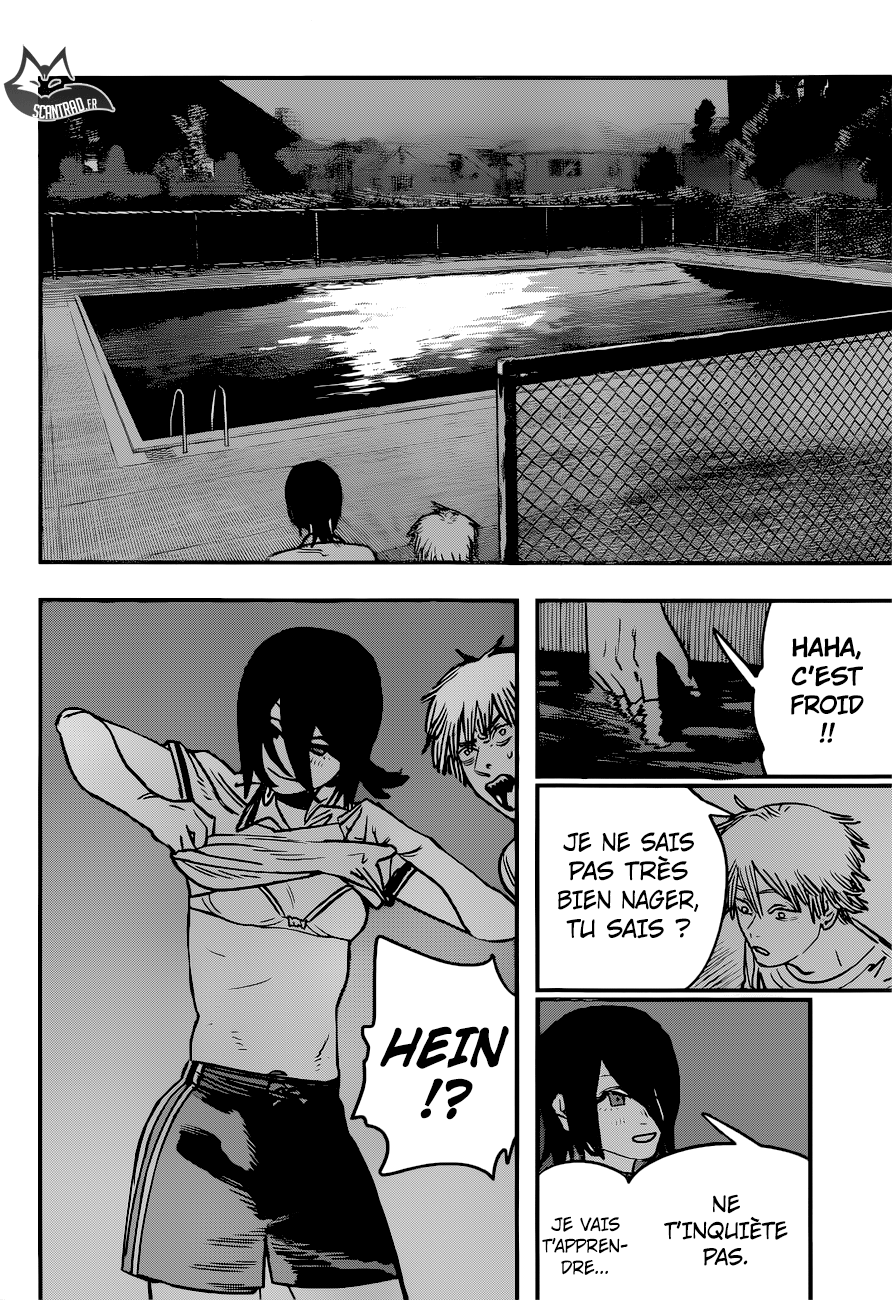 SCANTRAD.FR
HAHA,
C'EST
FROID
!!
JE NE SAIS
PAS TRÈS
BIEN NAGER,
TU SAIS ?
NE
T'INQUIÈTE
PAS.
JE VAIS
T'APPREN-
DRE...
HEIN
!?